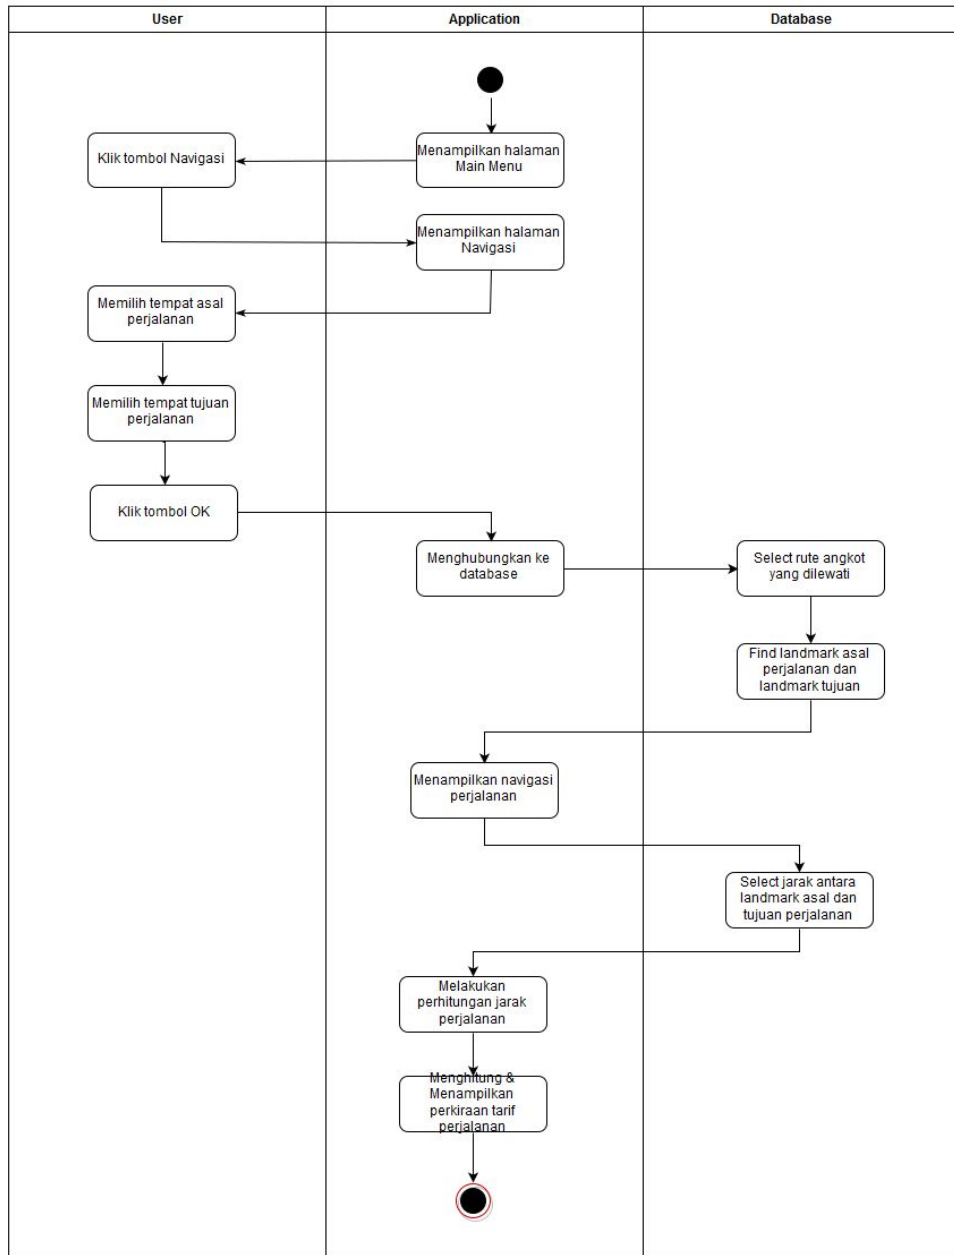 User
Application
Database
Menampilkan halaman
Main Menu
Klik tombol Navigasi
Menampilkan halaman
Navigasi
Memilih tempat asal
perjalanan
Memilih tempat tujuan
perjalanan
Klik tombol OK
Menghubungkan ke
database
Select rute angkot
yang dilewati
Find landmark asal
perjalanan dan
landmark tujuan
Menampilkan navigasi
perjalanan
Select jarak antara
landmark asal dan
tujuan perjalanan
Melakukan
perhitungan jarak
perjalanan
Menghitung &
Menampilkan
perkiraan tarif
perjalanan